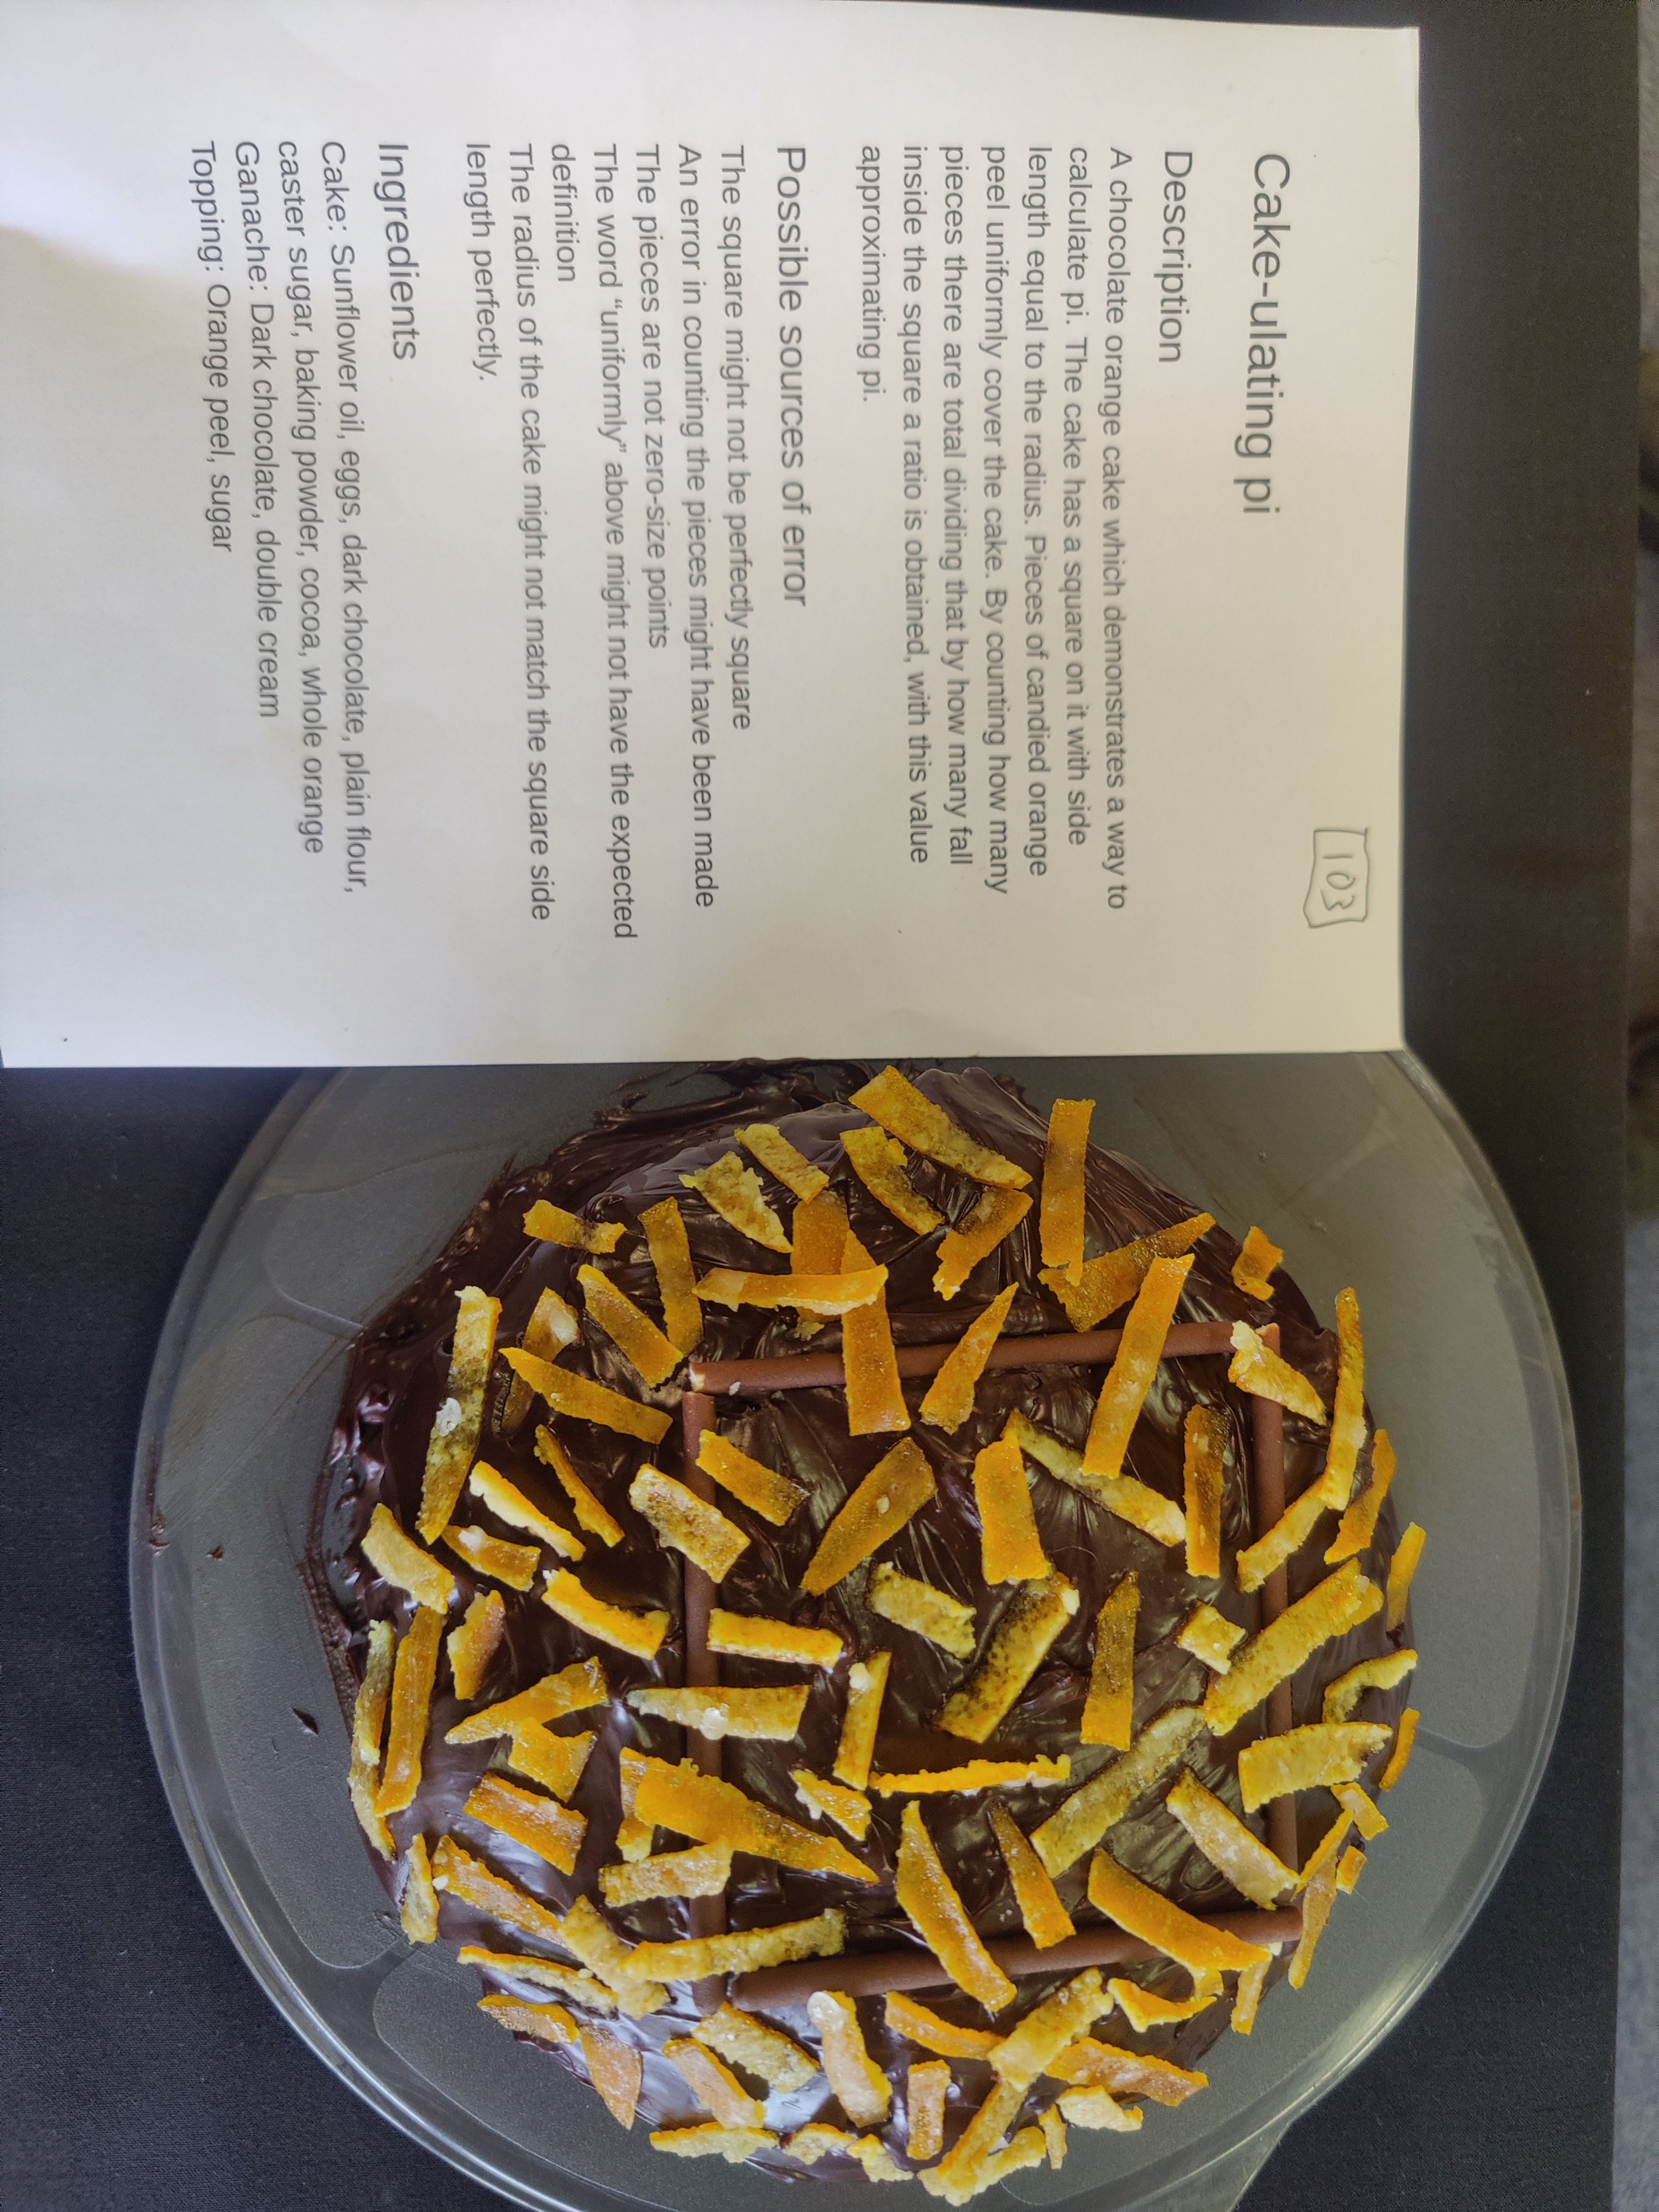 103
Cake-ulating pi
Description
A chocolate orange cake which demonstrates a way to
calculate pi. The cake has a square on it with side
length equal to the radius. Pieces of candied orange
peel uniformly cover the cake. By counting how many
pieces there are total dividing that by how many fall
inside the square a ratio is obtained, with this value
approximating pi.
Possible sources of error
The square might not be perfectly square
An error in counting the pieces might have been made
The pieces are not zero-size points
The word “uniformly” above might not have the expected
definition
The radius of the cake might not match the square side
length perfectly.
Ingredients
Cake: Sunflower oil, eggs, dark chocolate, plain flour,
caster sugar, baking powder, cocoa, whole orange
Ganache: Dark chocolate, double cream
Topping: Orange peel, sugar